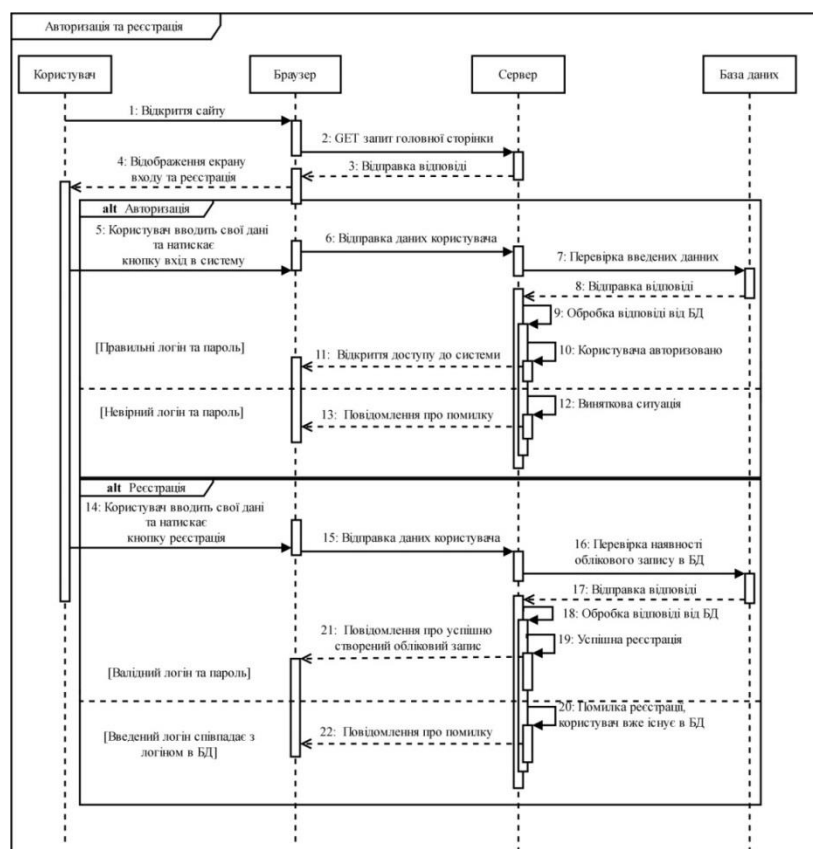 Авторизація та реєстрація
Користувач
Браузер
Сервер
База даних
1: Відкриття сайту
2: GET запит головної сторінки
3: Відправка відповіді
4: Відображення екрану
входу та реєстрація
alt Авторизація
5: Користувач вводить свої дані
та натискає
кнопку вхід в систему
6: Відправка даних користувача
7: Перевірка введених данних
8: Відправка відповіді
9: Обробка відповіді від БД
[Правильні логін та пароль]
10: Користувача авторизовано
11: Відкриття доступу до системи
[Невірний логін та пароль]
12: Виняткова ситуація
13: Повідомлення про помилку
alt Реєстрація
14: Користувач вводить свої дані
та натискає
кнопку реєстрація
15: Відправка даних користувача
16: Перевірка наявності
облікового запису в БД
17: Відправка відповіді
18: Обробка відповіді від БД
19: Успішна реєстрація
21: Повідомлення про успішно
створений обліковий запис
[Валідний логін та пароль]
20: Помилка реєстрації,
користувач вже існує в БД
22: Повідомлення про помилку
[Введений логін співпадає з
логіном в БД]